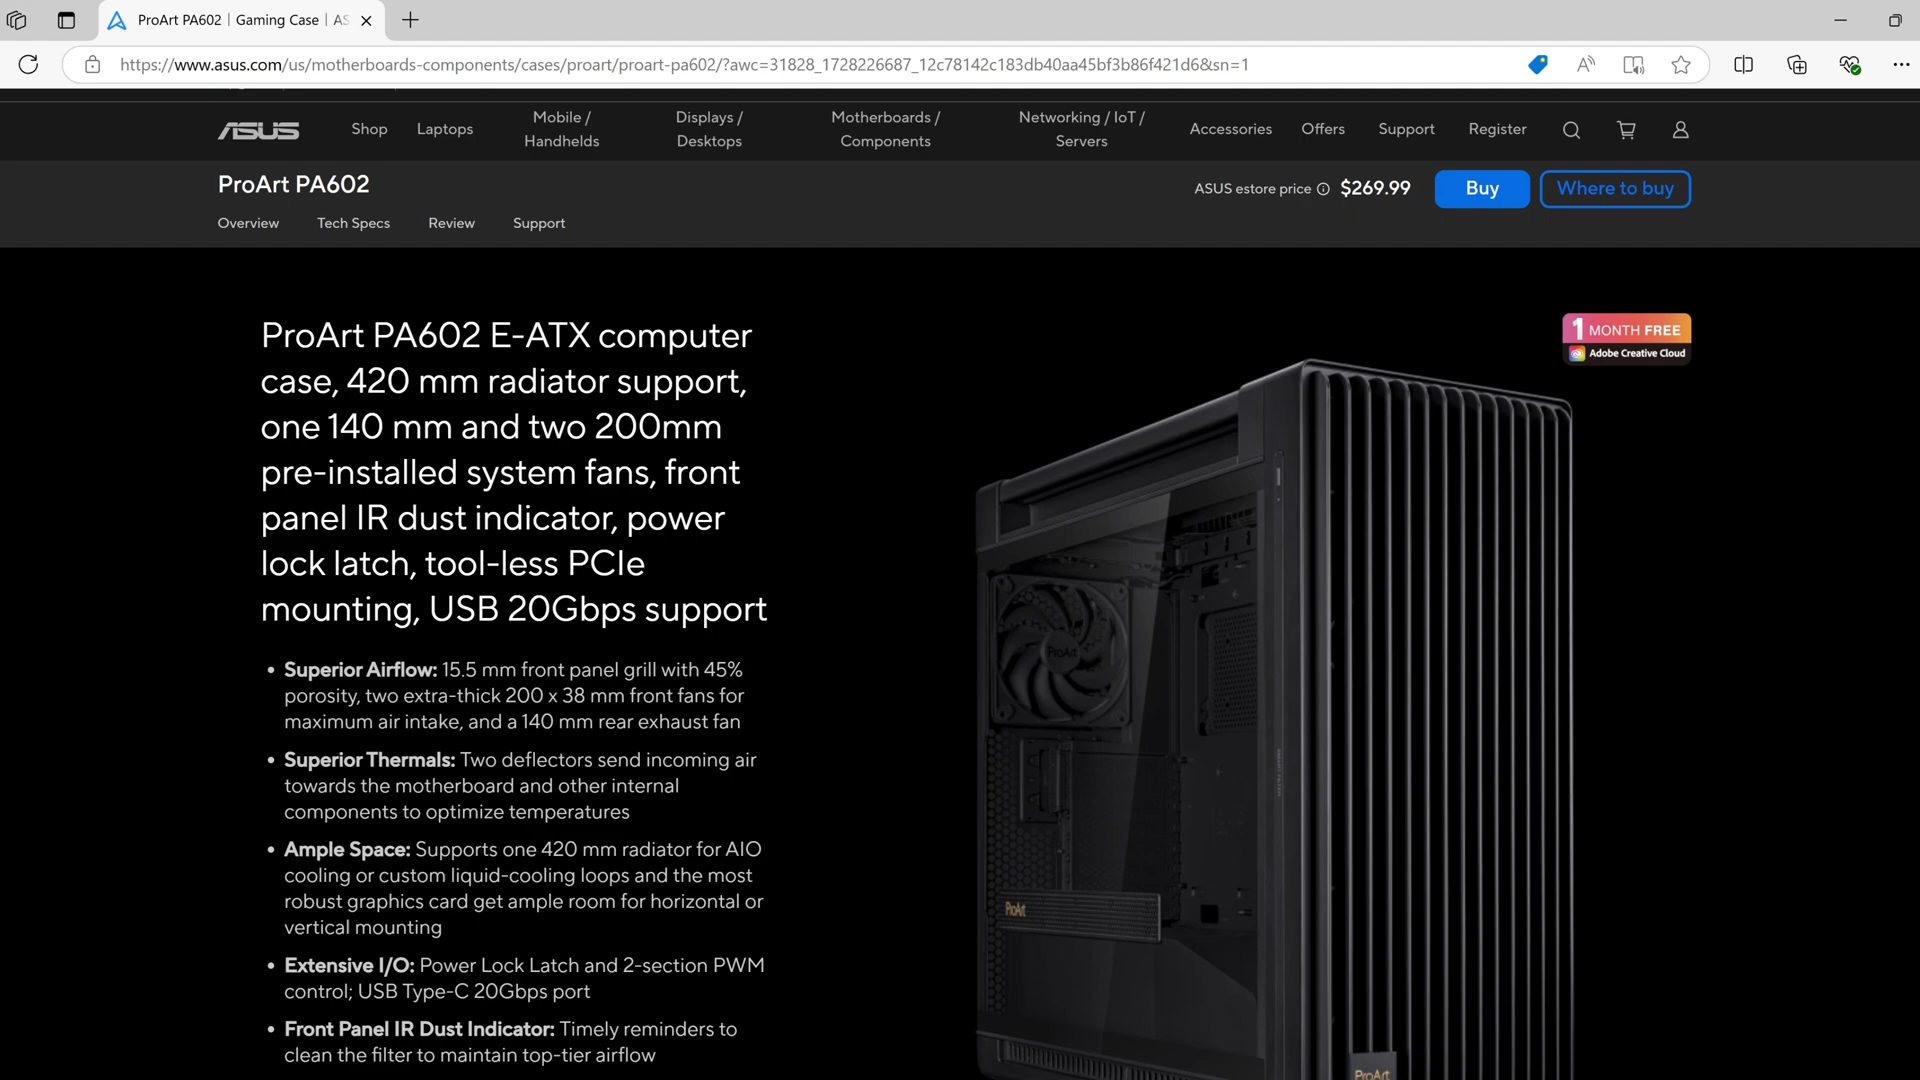 ProArt PA602 | Gaming Case | AS
https://www.asus.com/us/motherboards-components/cases/proart/proart-pa602/?awc=31828_1728226687_12c78142c183db40aa45bf3b86f421d6&sn=1
ASUS
Shop
Laptops
Mobile /
Handhelds
Displays /
Desktops
Motherboards /
Components
Networking / IoT /
Servers
Accessories
Offers
Support
Register
ProArt PA602
ASUS estore price
$269.99
Buy
Where to buy
Overview
Tech Specs
Review
Support
1 MONTH FREE
Adobe Creative Cloud
ProArt PA602 E-ATX computer
case, 420 mm radiator support,
one 140 mm and two 200mm
pre-installed system fans, front
panel IR dust indicator, power
lock latch, tool-less PCIe
mounting, USB 20Gbps support
• Superior Airflow: 15.5 mm front panel grill with 45%
porosity, two extra-thick 200 x 38 mm front fans for
maximum air intake, and a 140 mm rear exhaust fan
• Superior Thermals: Two deflectors send incoming air
towards the motherboard and other internal
components to optimize temperatures
• Ample Space: Supports one 420 mm radiator for AIO
cooling or custom liquid-cooling loops and the most
robust graphics card get ample room for horizontal or
vertical mounting
• Extensive I/O: Power Lock Latch and 2-section PWM
control; USB Type-C 20Gbps port
• Front Panel IR Dust Indicator: Timely reminders to
clean the filter to maintain top-tier airflow
ProArt
ProArt
ProArt